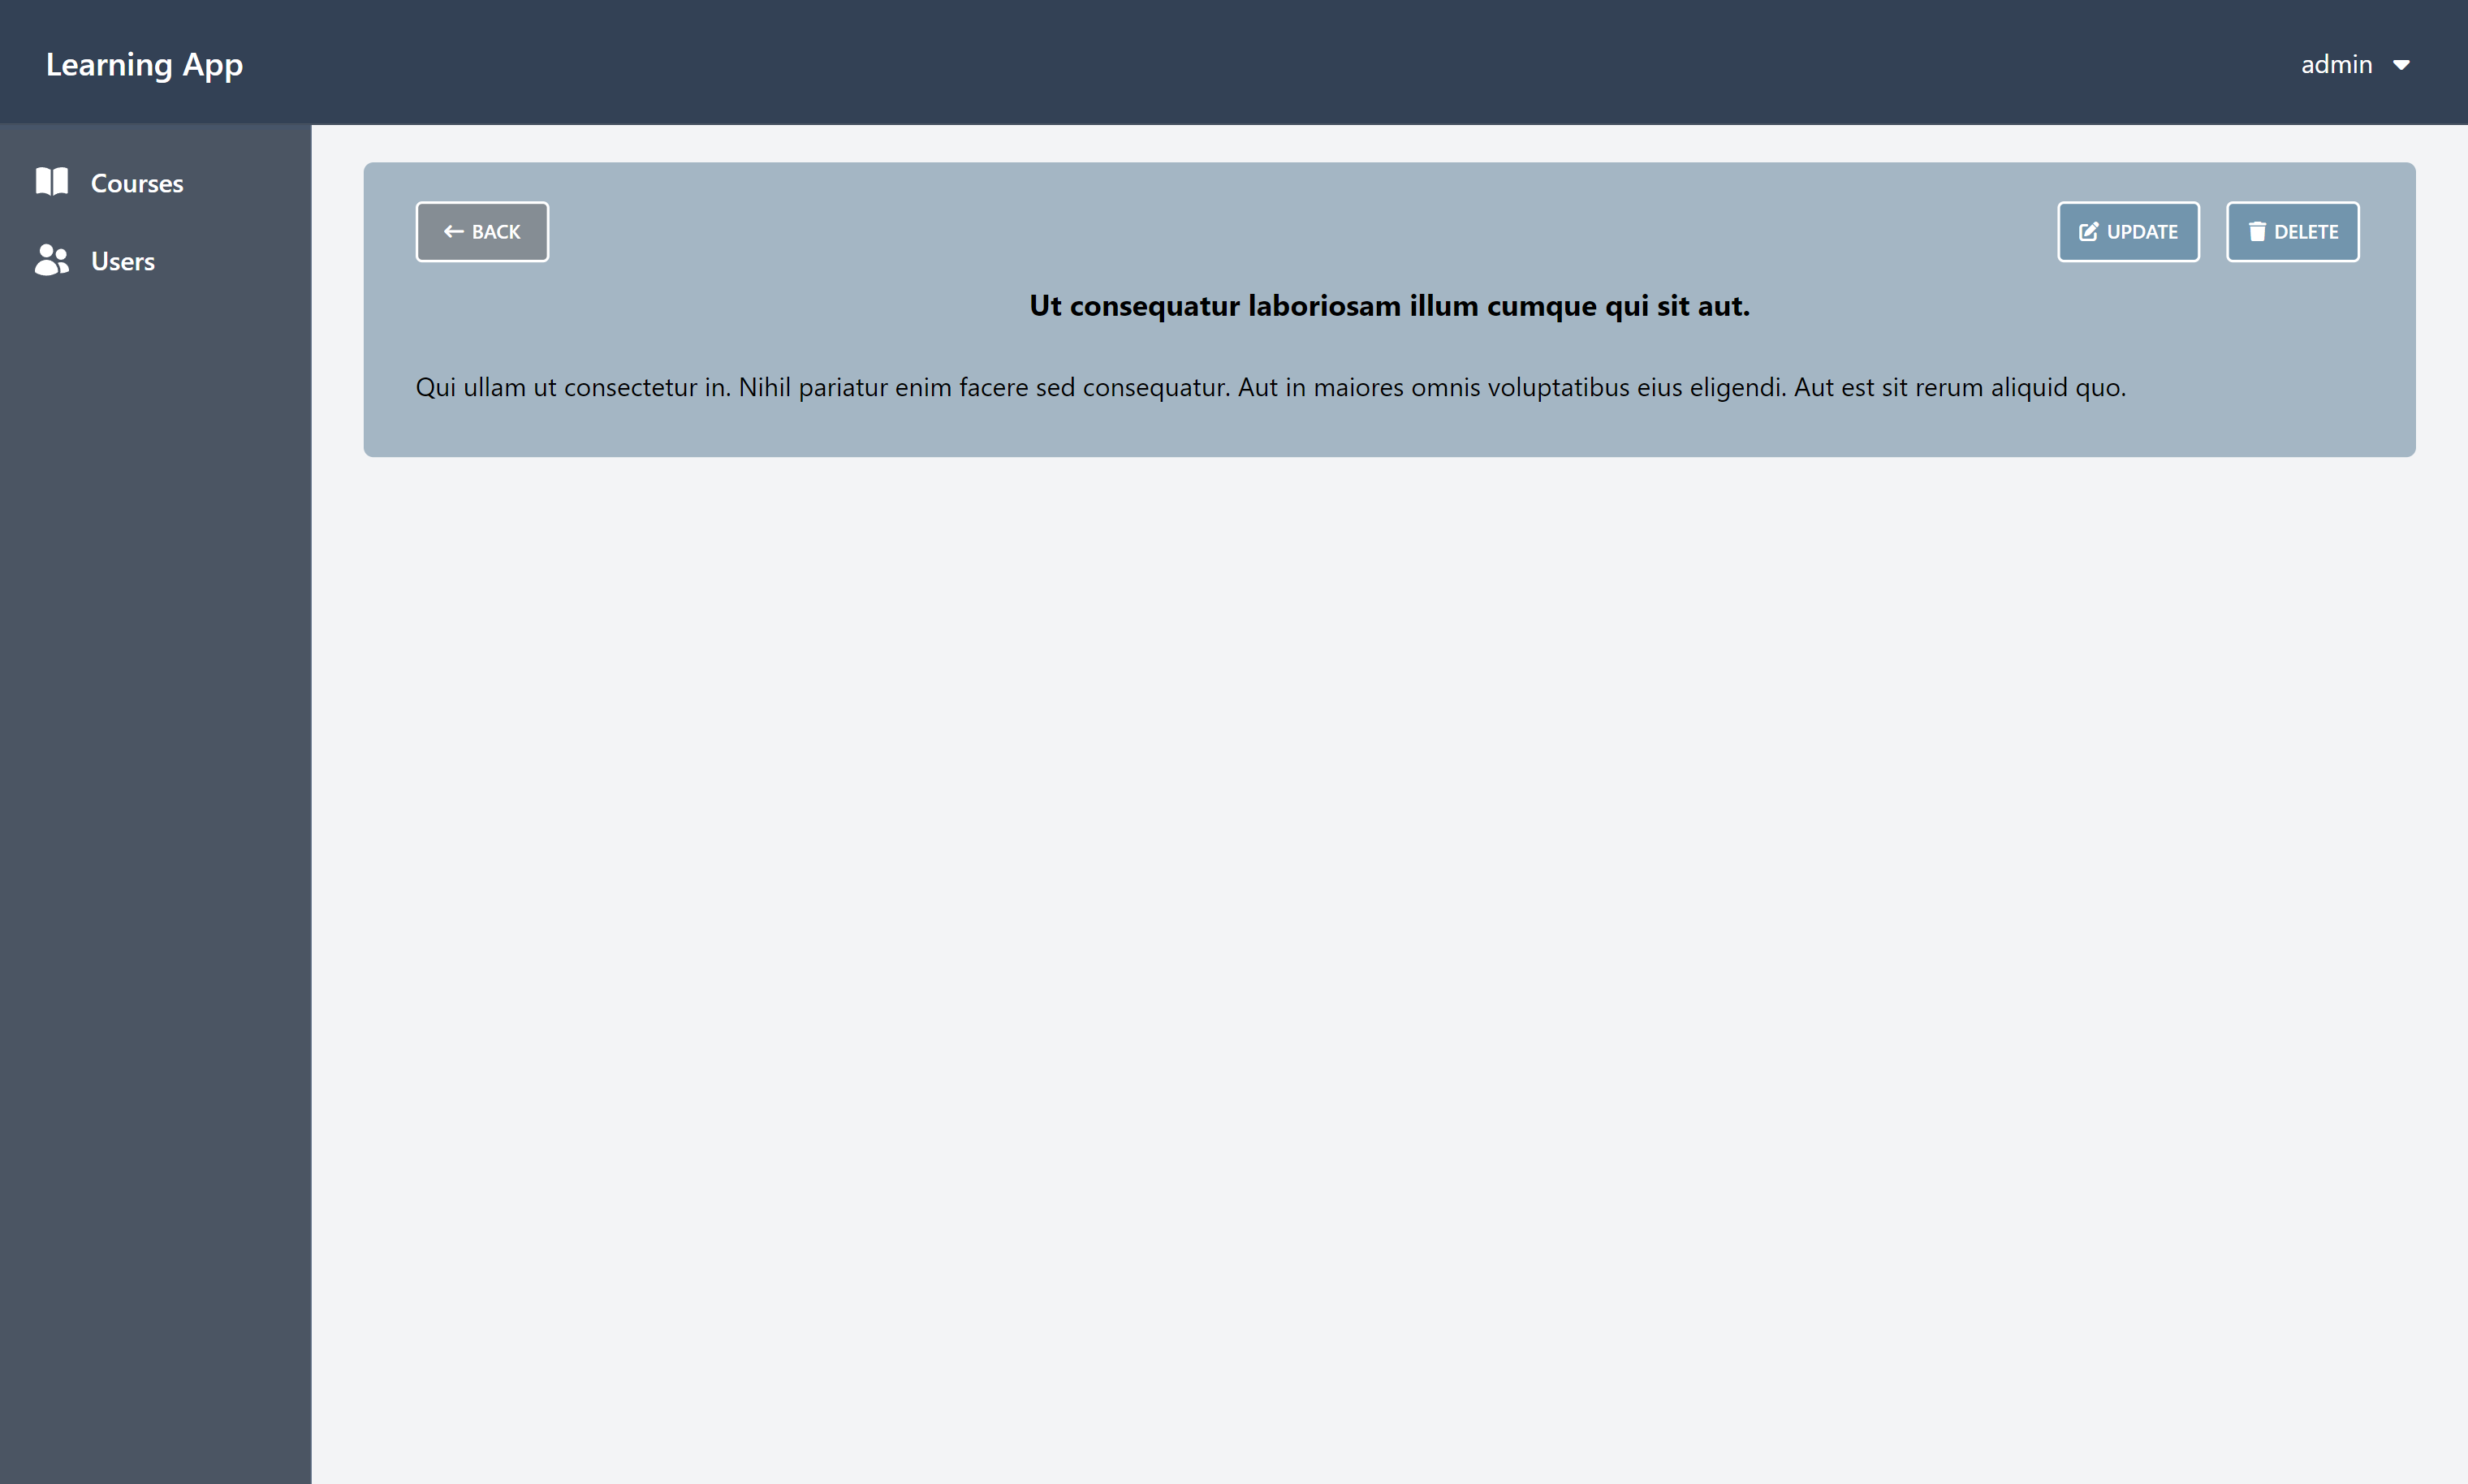 Learning App
admin
Courses
Users
BACK
UPDATE
DELETE
Ut consequatur laboriosam illum cumque qui sit aut.
Qui ullam ut consectetur in. Nihil pariatur enim facere sed consequatur. Aut in maiores omnis voluptatibus eius eligendi. Aut est sit rerum aliquid quo.